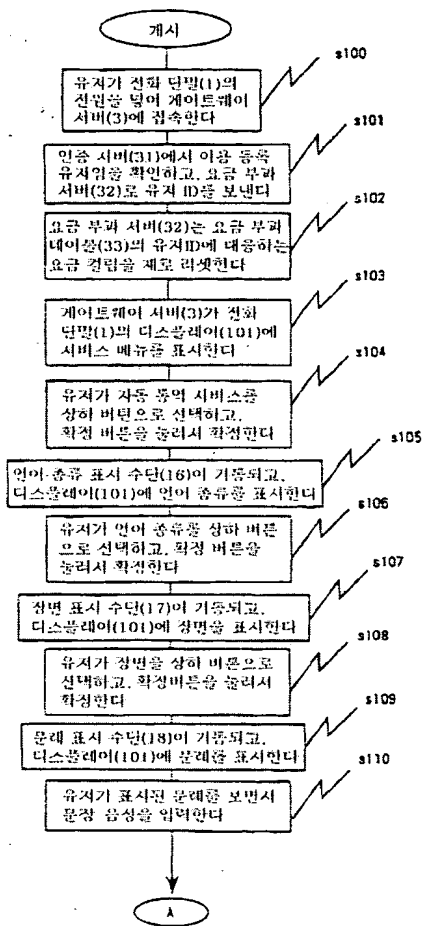 개시
s100
유저가 전화 단말(1)의
전원을 넣어 게이트웨이
서버(3)에 접속한다
s101
인증 서버(31)에서 이용 등록
유저임을 확인하고, 요금 부과
서버(32)로 유저 ID를 보낸다
s102
요금 부과 서버(32)는 요금 부과
테이블(33)의 유저ID에 대응하는
요금 컬럼을 제로 리셋한다
s103
게이트웨이 서버(3)가 전화
단말(1)의 디스플레이(101)에
서비스 메뉴를 표시한다
s104
유저가 자동 통역 서비스를
상하 버튼으로 선택하고,
확정 버튼을 눌러서 확정한다
s105
언어 종류 표시 수단(16)이 기동되고,
디스플레이(101)에 언어 종류를 표시한다
s106
유저가 언어 종류를 상하 버튼
으로 선택하고, 확정 버튼을
눌러서 확정한다
s107
장면 표시 수단(17)이 기동되고,
디스플레이(101)에 장면을 표시한다
s108
유저가 장면을 상하 버튼으로
선택하고, 확정버튼을 눌러서
확정한다
s109
문례 표시 수단(18)이 기동되고,
디스플레이(101)에 문례를 표시한다
s110
유저가 표시된 문례를 보면서
문장 음성을 입력한다
A